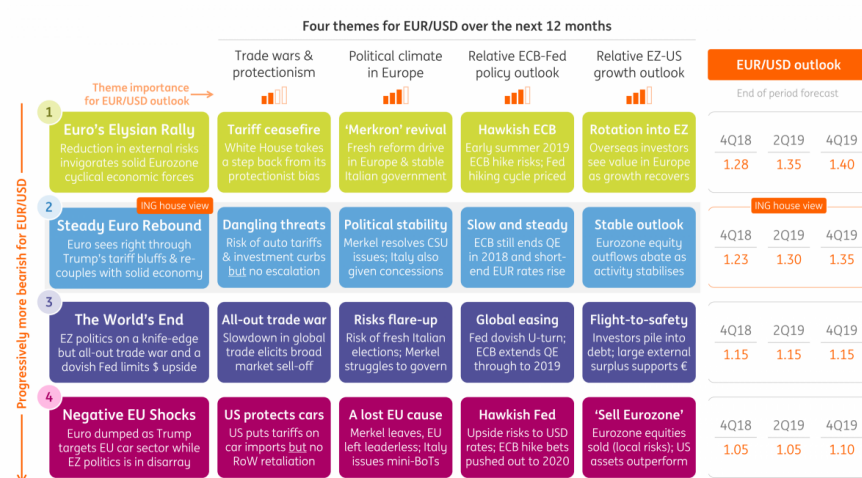 Four themes for EUR/USD over the next 12 months
Trade wars &
protectionism
Political climate
in Europe
Relative ECB-Fed
policy outlook
Relative EZ-US
growth outlook
EUR/USD outlook
End of period forecast
Theme importance
for EUR/USD outlook
Progressively more bearish for EUR/USD
1
Euro's Elysian Rally
Reduction in external risks
invigorates solid Eurozone
cyclical economic forces
Tariff ceasefire
White House takes
a step back from its
protectionist bias
'Merkron' revival
Fresh reform drive
in Europe & stable
Italian government
Hawkish ECB
Early summer 2019
ECB hike risks; Fed
hiking cycle priced
Rotation into EZ
Overseas investors
see value in Europe
as growth recovers
4Q18 2Q19 4Q19
1.28 1.35 1.40
2
ING house view
Steady Euro Rebound
Euro sees right through
Trump's tariff bluffs & re-
couples with solid economy
Dangling threats
Risk of auto tariffs
& investment curbs
but no escalation
Political stability
Merkel resolves CSU
issues; Italy also
given concessions
Slow and steady
ECB still ends QE
in 2018 and short-
end EUR rates rise
Stable outlook
Eurozone equity
outflows abate as
activity stabilises
ING house view
4Q18 2Q19 4Q19
1.23 1.30 1.35
3
The World's End
EZ politics on a knife-edge
but all-out trade war and a
dovish Fed limits $ upside
All-out trade war
Slowdown in global
trade elicits broad
market sell-off
Risks flare-up
Risk of fresh Italian
elections; Merkel
struggles to govern
Global easing
Fed dovish U-turn;
ECB extends QE
through to 2019
Flight-to-safety
Investors pile into
debt; large external
surplus supports €
4Q18 2Q19 4Q19
1.15 1.15 1.15
4
Negative EU Shocks
Euro dumped as Trump
targets EU car sector while
EZ politics is in disarray
US protects cars
US puts tariffs on
car imports but no
RoW retaliation
A lost EU cause
Merkel leaves, EU
left leaderless; Italy
issues mini-BoTs
Hawkish Fed
Upside risks to USD
rates; ECB hike bets
pushed out to 2020
'Sell Eurozone'
Eurozone equities
sold (local risks); US
assets outperform
4Q18 2Q19 4Q19
1.05 1.05 1.10